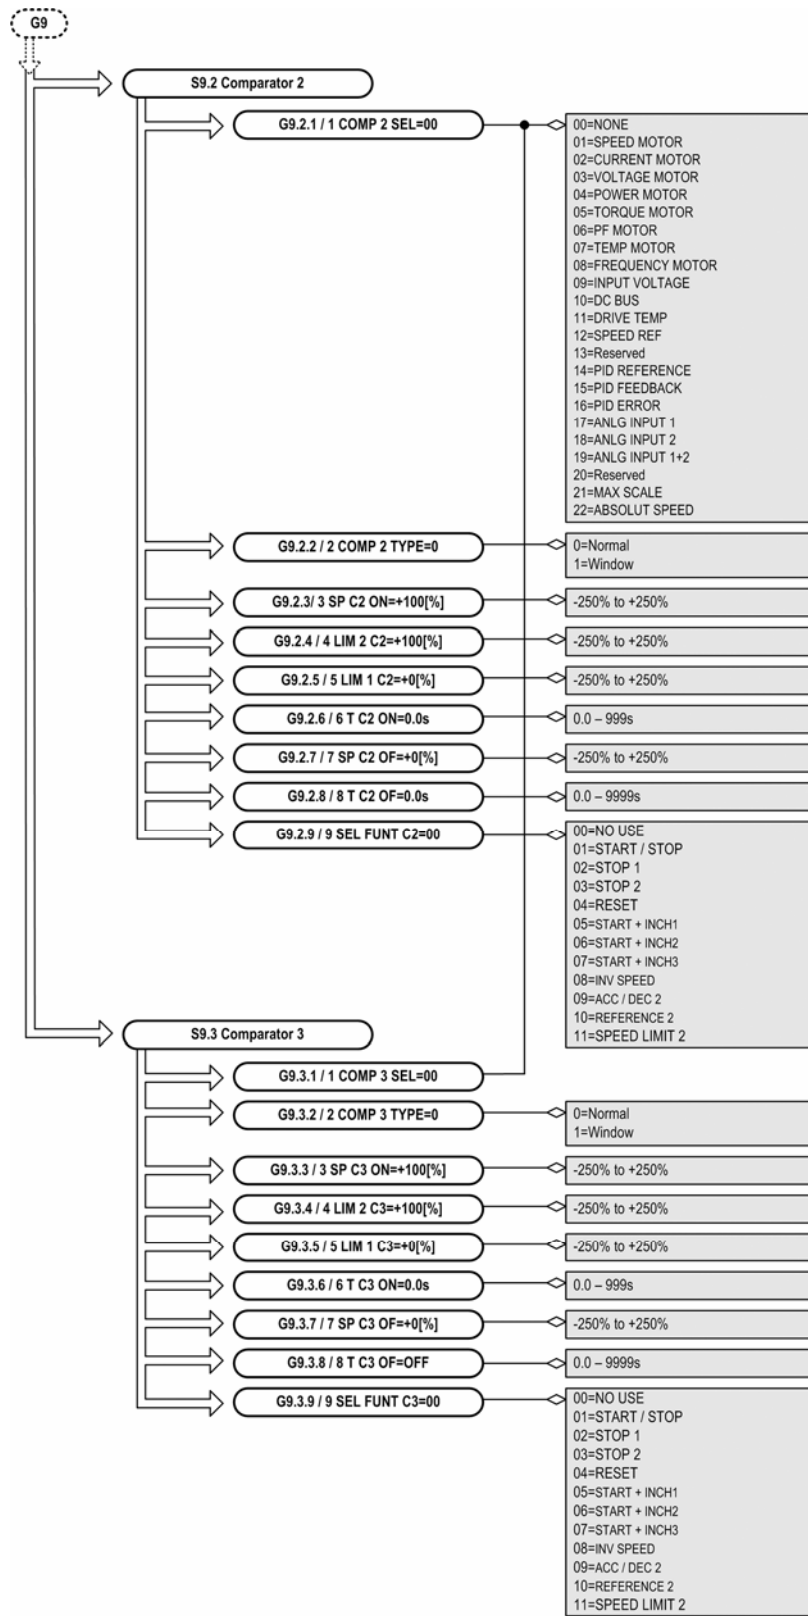 G9
S9.2 Comparator 2
G9.2.1 / 1 COMP 2 SEL=00
00=NONE
01=SPEED MOTOR
02=CURRENT MOTOR
03=VOLTAGE MOTOR
04=POWER MOTOR
05=TORQUE MOTOR
06=PF MOTOR
07=TEMP MOTOR
08=FREQUENCY MOTOR
09=INPUT VOLTAGE
10=DC BUS
11=DRIVE TEMP
12=SPEED REF
13=Reserved
14=PID REFERENCE
15=PID FEEDBACK
16=PID ERROR
17=ANLG INPUT 1
18=ANLG INPUT 2
19=ANLG INPUT 1+2
20=Reserved
21=MAX SCALE
22=ABSOLUT SPEED
G9.2.2 / 2 COMP 2 TYPE=0
0=Normal
1=Window
G9.2.3/ 3 SP C2 ON=+100[%]
-250% to +250%
G9.2.4 / 4 LIM 2 C2=+100[%]
-250% to +250%
G9.2.5 / 5 LIM 1 C2=+0[%]
-250% to +250%
G9.2.6 / 6 T C2 ON=0.0s
0.0 – 999s
G9.2.7 / 7 SP C2 OF=+0[%]
-250% to +250%
G9.2.8 / 8 T C2 OF=0.0s
0.0 – 9999s
G9.2.9 / 9 SEL FUNT C2=00
00=NO USE
01=START / STOP
02=STOP 1
03=STOP 2
04=RESET
05=START + INCH1
06=START + INCH2
07=START + INCH3
08=INV SPEED
09=ACC / DEC 2
10=REFERENCE 2
11=SPEED LIMIT 2
S9.3 Comparator 3
G9.3.1 / 1 COMP 3 SEL=00
G9.3.2 / 2 COMP 3 TYPE=0
0=Normal
1=Window
G9.3.3 / 3 SP C3 ON=+100[%]
-250% to +250%
G9.3.4 / 4 LIM 2 C3=+100[%]
-250% to +250%
G9.3.5 / 5 LIM 1 C3=+0[%]
-250% to +250%
G9.3.6 / 6 T C3 ON=0.0s
0.0 – 999s
G9.3.7 / 7 SP C3 OF=+0[%]
-250% to +250%
G9.3.8 / 8 T C3 OF=OFF
0.0 – 9999s
G9.3.9 / 9 SEL FUNT C3=00
00=NO USE
01=START / STOP
02=STOP 1
03=STOP 2
04=RESET
05=START + INCH1
06=START + INCH2
07=START + INCH3
08=INV SPEED
09=ACC / DEC 2
10=REFERENCE 2
11=SPEED LIMIT 2